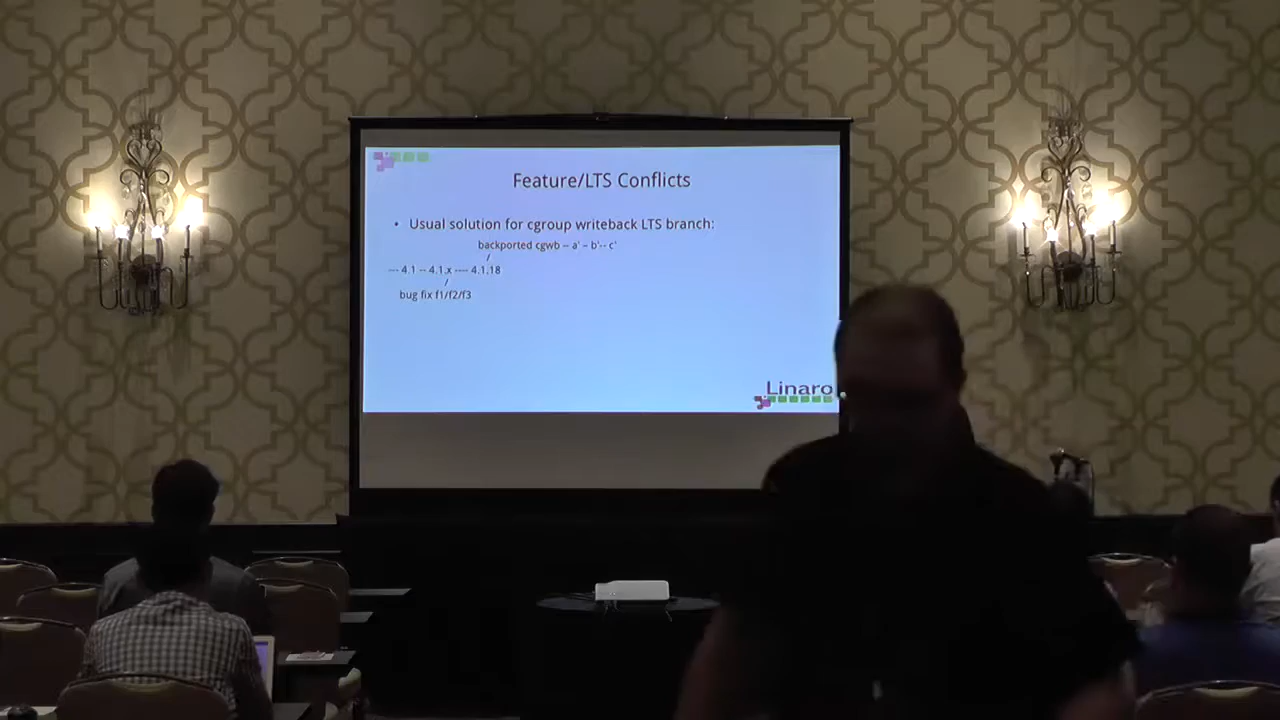 Feature/LTS Conflicts
• Usual solution for cgroup writeback LTS branch:
backported cgwb -- a' -- b'-- c'
/
--- 4.1 -- 4.1.x ---- 4.1.18
/
bug fix f1/f2/f3
Linaro